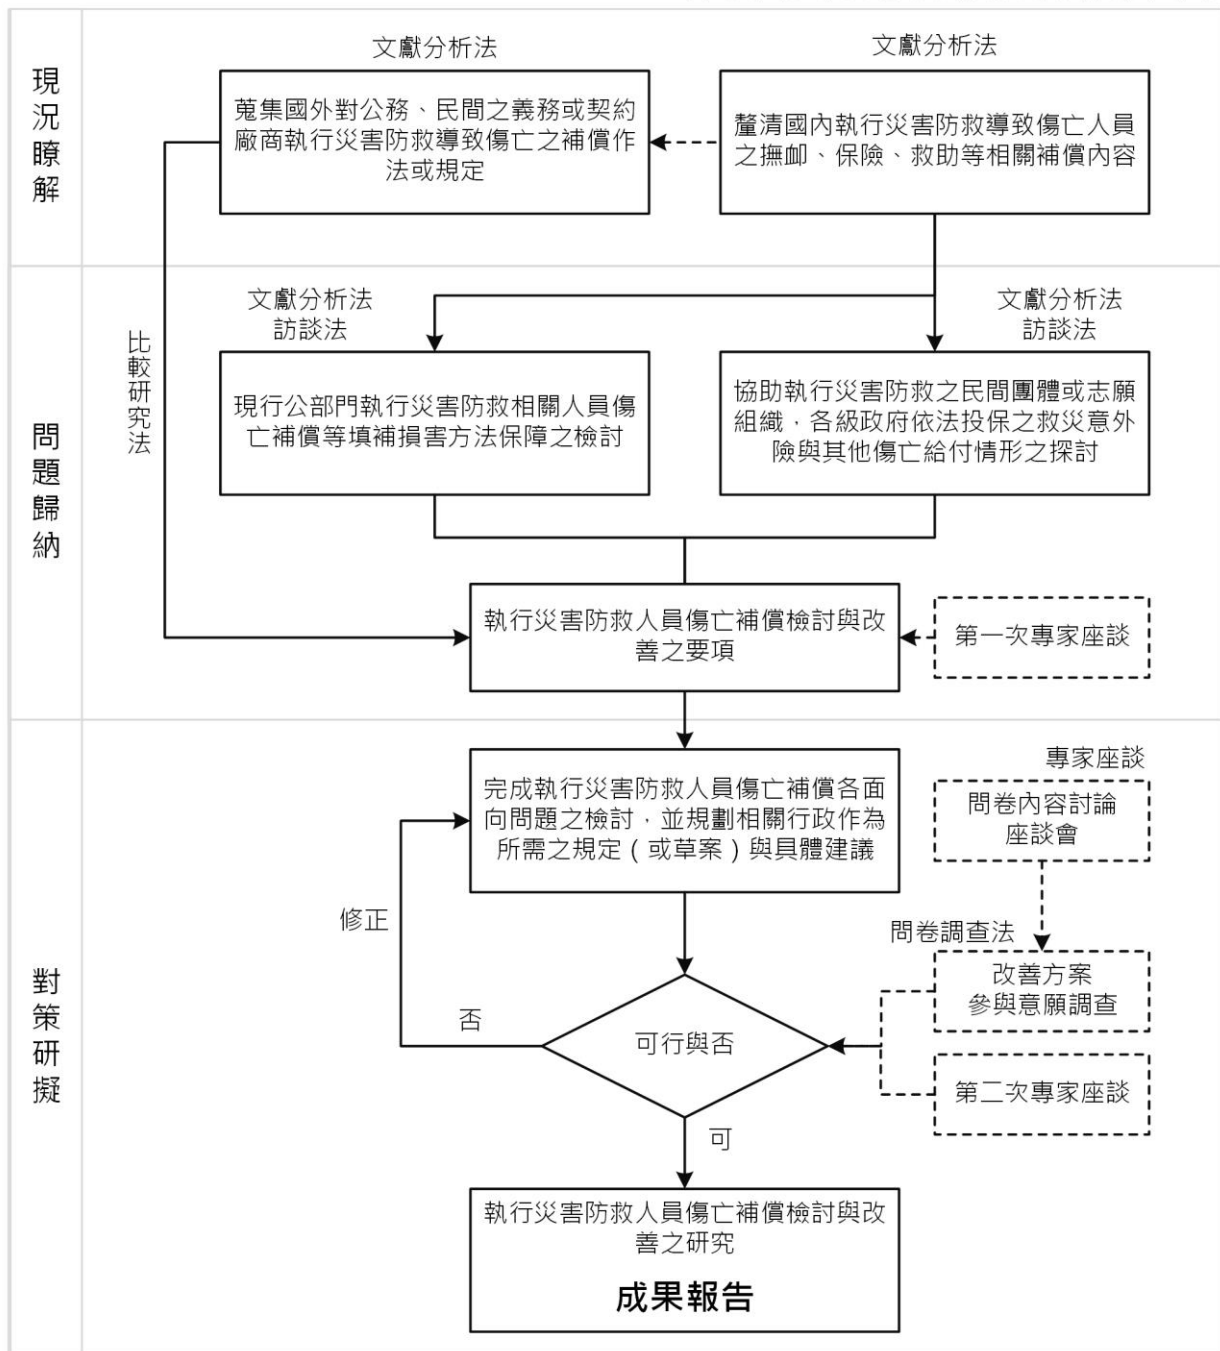 現況瞭解
文獻分析法
蒐集國外對公務、民間之義務或契約
廠商執行災害防救導致傷亡之補償作
法或規定
文獻分析法
釐清國內執行災害防救導致傷亡人員
之撫卹、保險、救助等相關補償內容
問題歸納
比較研究法
文獻分析法
訪談法
現行公部門執行災害防救相關人員傷
亡補償等填補損害方法保障之檢討
文獻分析法
訪談法
協助執行災害防救之民間團體或志願
組織，各級政府依法投保之救災意外
險與其他傷亡給付情形之探討
執行災害防救人員傷亡補償檢討與改
善之要項
第一次專家座談
對策研擬
完成執行災害防救人員傷亡補償各面
向問題之檢討，並規劃相關行政作為
所需之規定（或草案）與具體建議
專家座談
問卷內容討論
座談會
修正
問卷調查法
改善方案
參與意願調查
否
可行與否
第二次專家座談
可
執行災害防救人員傷亡補償檢討與改
善之研究
成果報告